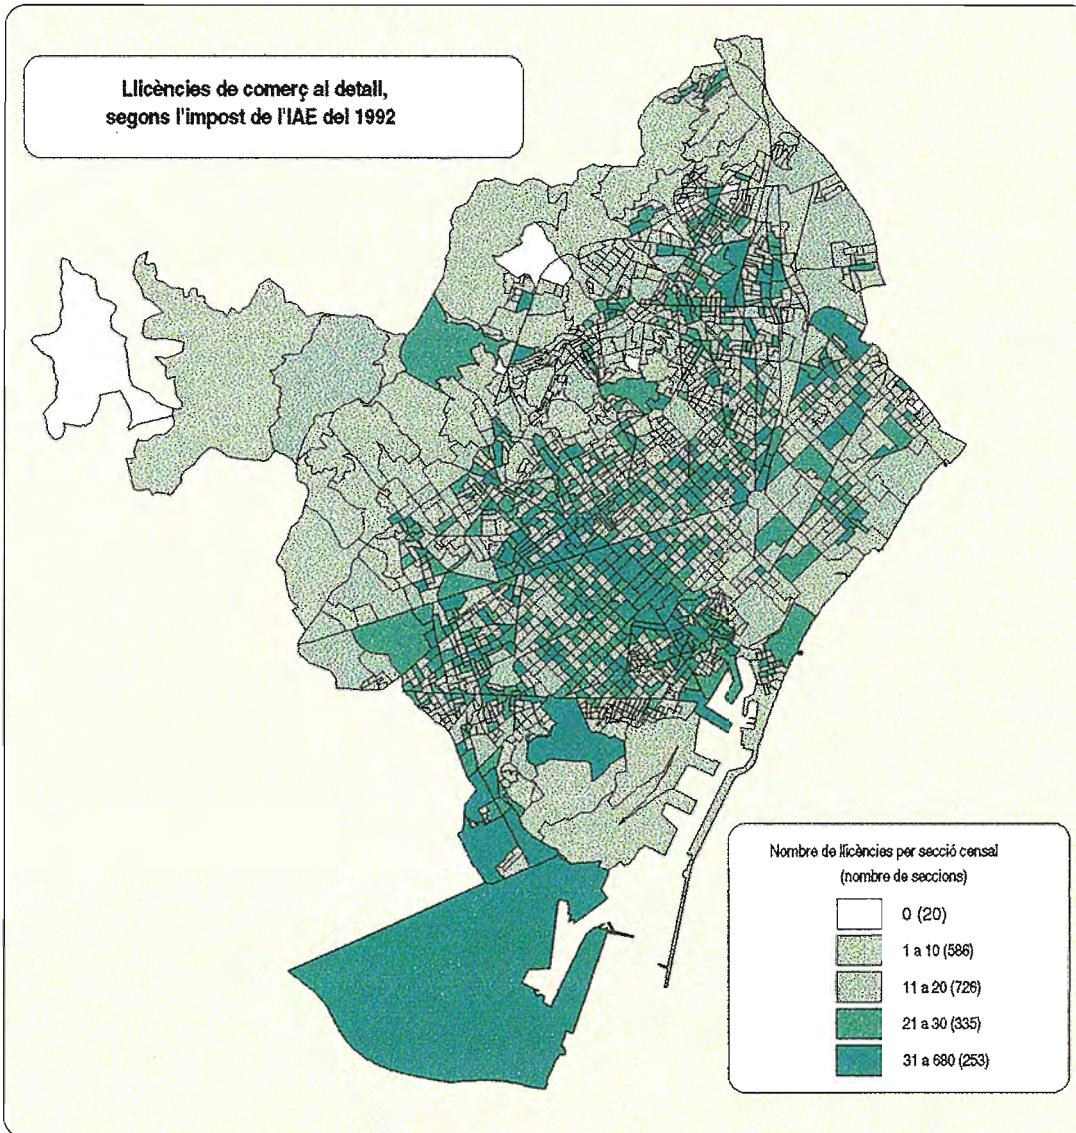 Llicències de comerç al detall,
segons l'impost de l'IAE del 1992
Nombre de llicències per secció censal
(nombre de seccions)
0 (20)
1 a 10 (586)
11 a 20 (726)
21 a 30 (335)
31 a 680 (253)